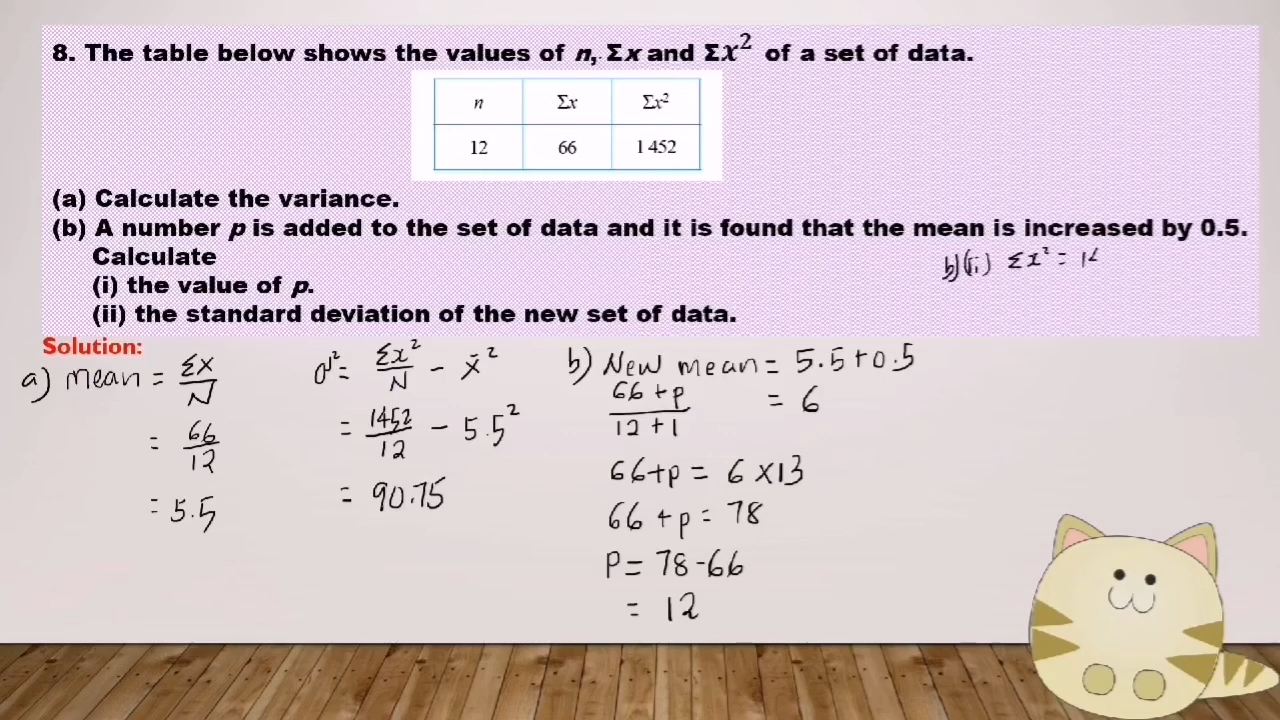 8. The table below shows the values of n, Σx and Σx² of a set of data.
n Σx Σx²
12 66 1 452
(a) Calculate the variance.
(b) A number p is added to the set of data and it is found that the mean is increased by 0.5.
Calculate
(i) the value of p.
(ii) the standard deviation of the new set of data.
b)(ii) Σx² = 14
Solution:
a) mean = Σx/N
= 66/12
= 5.5
σ² = Σx²/N - x̄²
= 1452/12 - 5.5²
= 90.75
b) New mean = 5.5+0.5
66+p/12+1 = 6
66+p = 6 x13
66+p = 78
P = 78-66
= 12